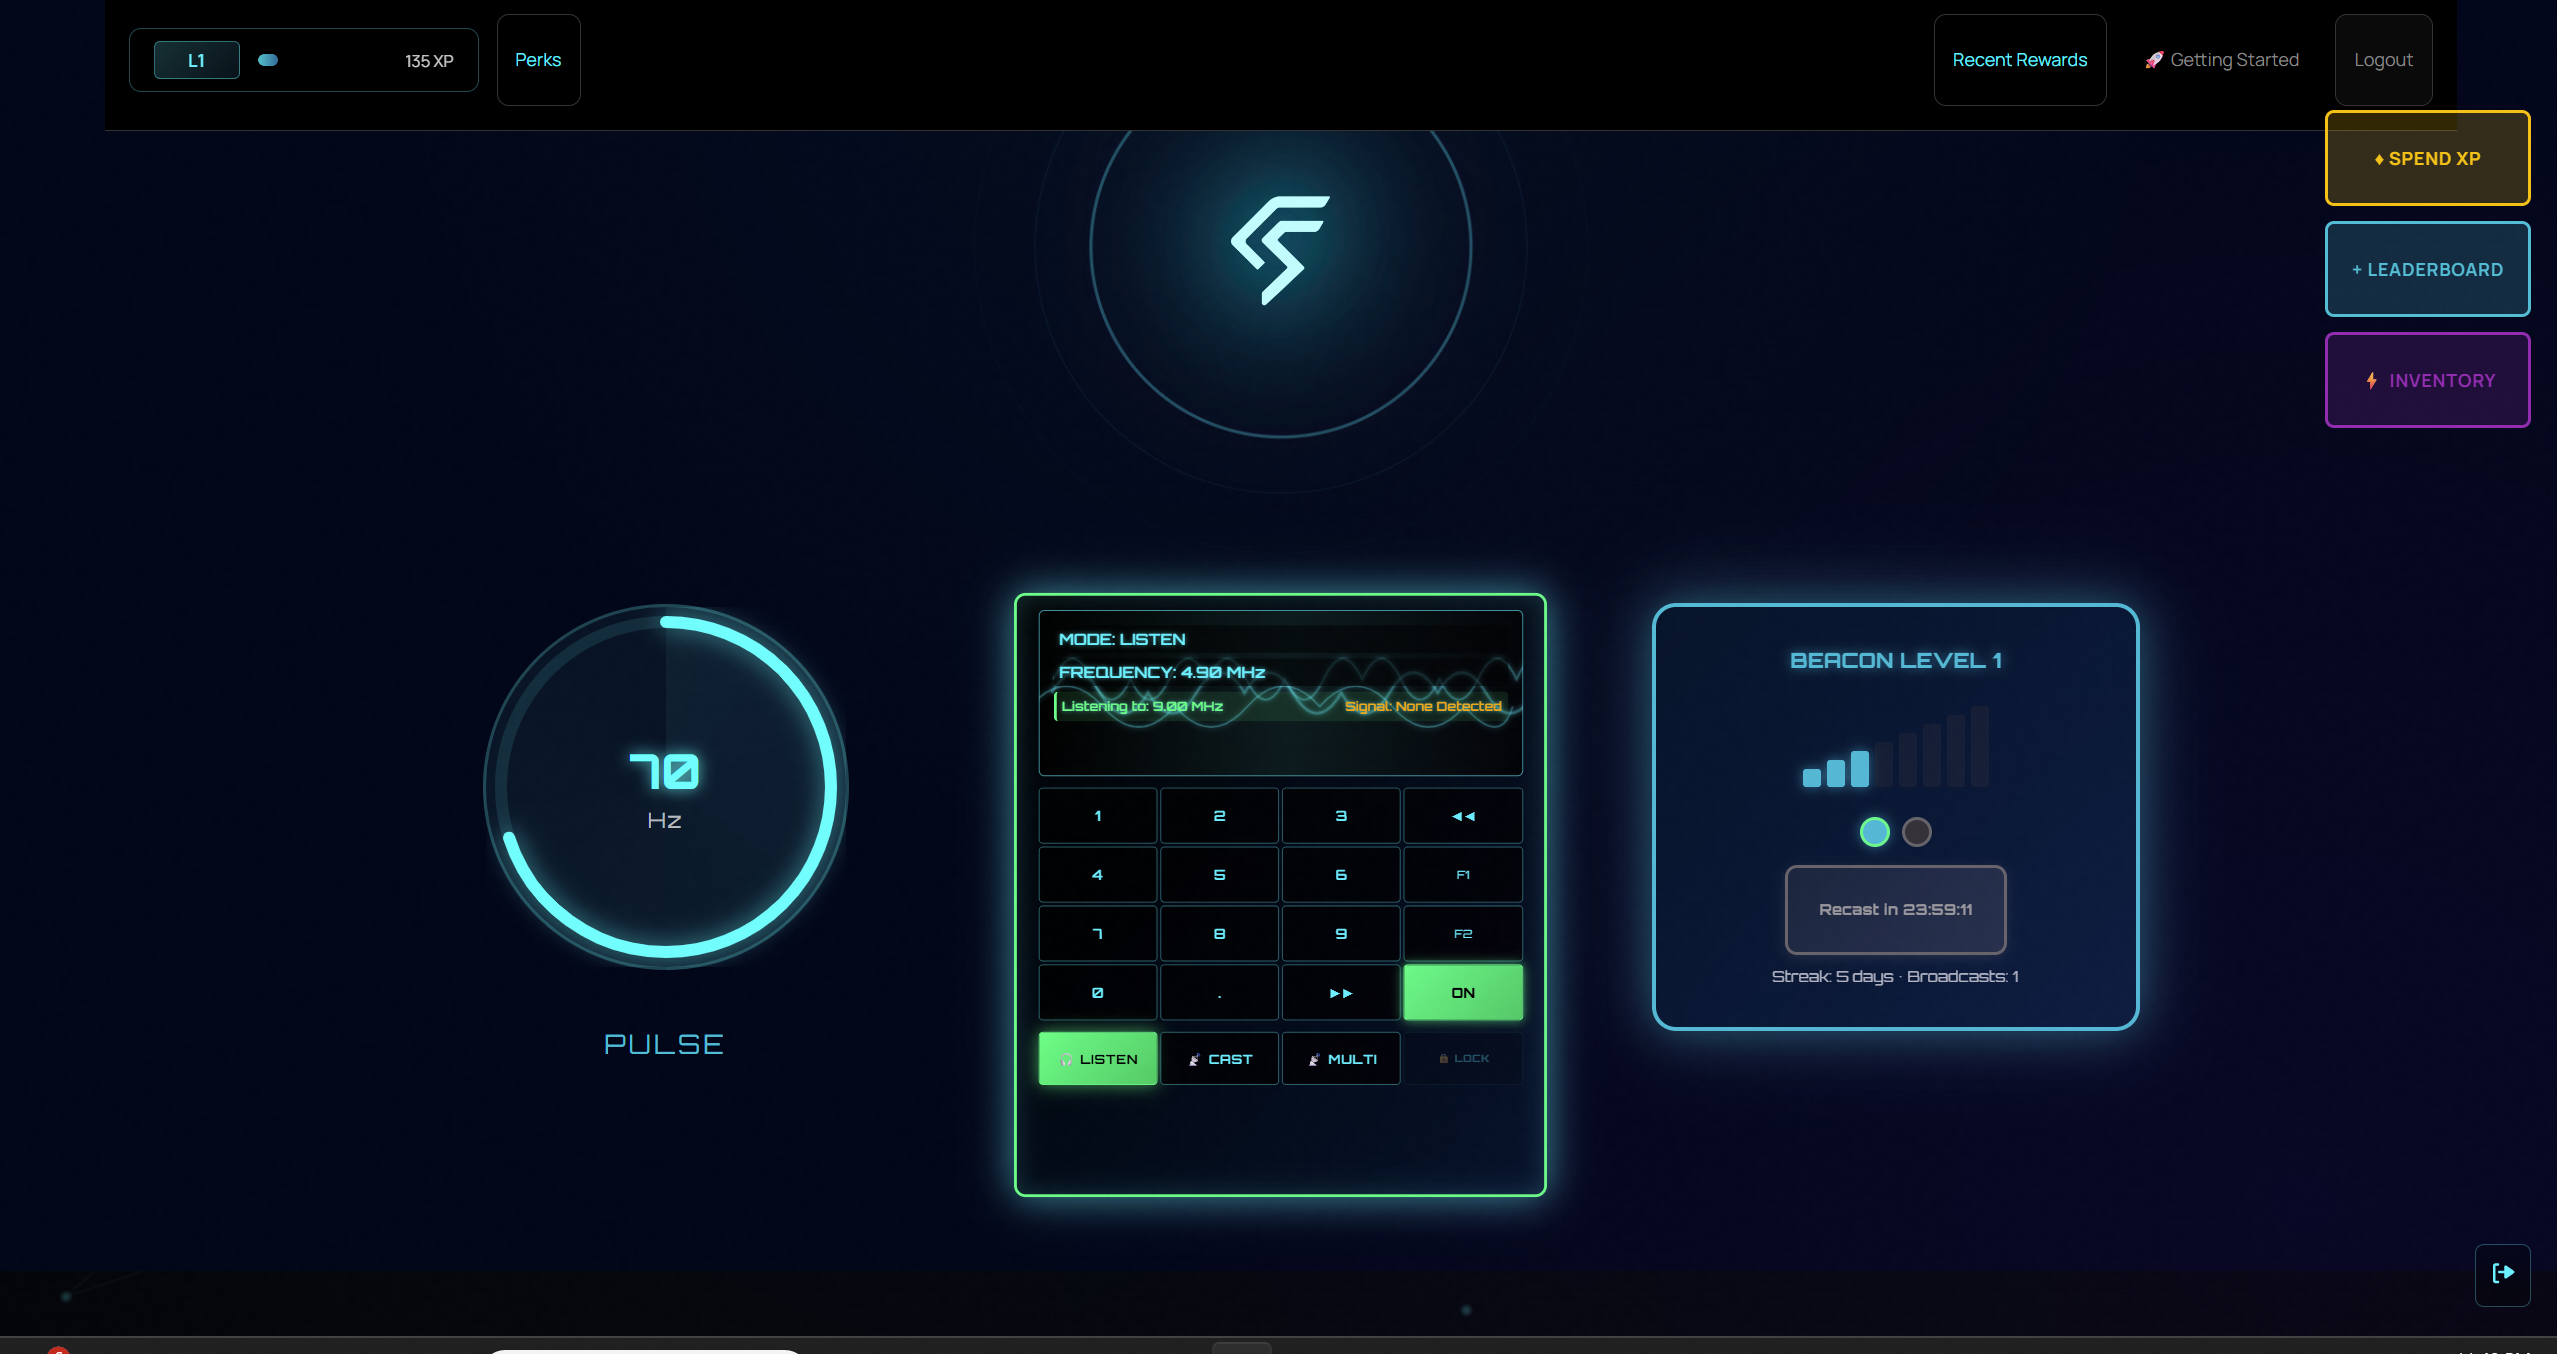 L1
135 XP
Perks
Recent Rewards
🚀 Getting Started
Logout
♦ SPEND XP
+ LEADERBOARD
⚡ INVENTORY
70
Hz
PULSE
MODE: LISTEN
FREQUENCY: 4.90 MHz
Listening to: 9.00 MHz Signal: None Detected
1 2 3 ◄◄
4 5 6 F1
7 8 9 F2
0 . ►► ON
🎧 LISTEN 📡 CAST 📡 MULTI 🔒 LOCK
BEACON LEVEL 1
Recast in 23:59:11
Streak: 5 days · Broadcasts: 1